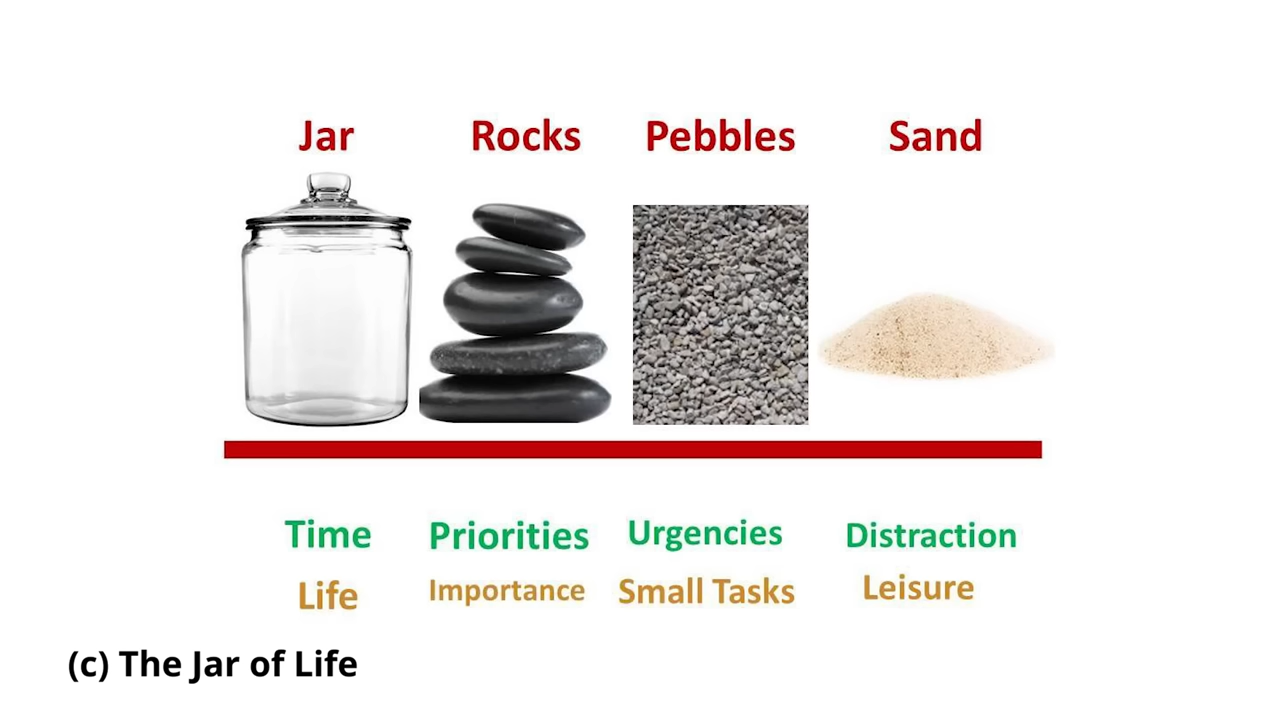 Jar Rocks Pebbles Sand
Time Priorities Urgencies Distraction
Life Importance Small Tasks Leisure
(c) The Jar of Life